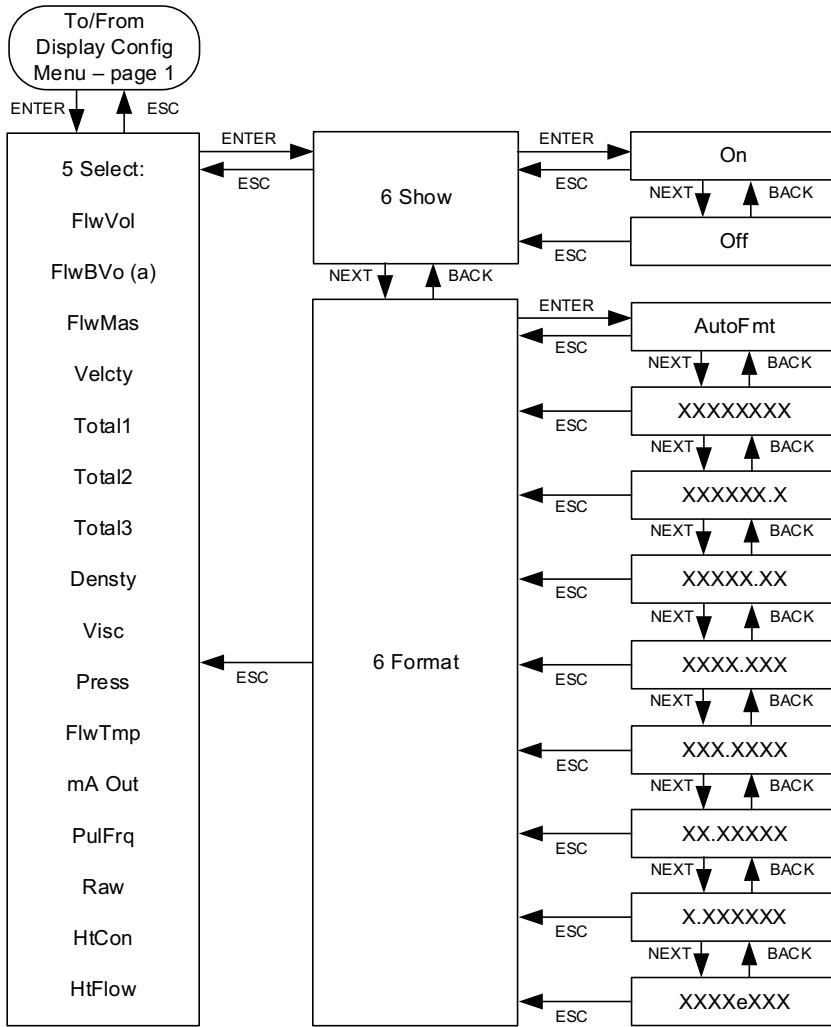 To/From
Display Config
Menu – page 1
ENTER ESC
5 Select:
FlwVol
FlwBVo (a)
FlwMas
Velcty
Total1
Total2
Total3
Densty
Visc
Press
FlwTmp
mA Out
PulFrq
Raw
HtCon
HtFlow
ENTER
ESC
ESC
6 Show
NEXT BACK
6 Format
ENTER
ESC
On
NEXT BACK
Off
ESC
ENTER
ESC
AutoFmt
NEXT BACK
XXXXXXXX
ESC
NEXT BACK
XXXXXX.X
ESC
NEXT BACK
XXXXX.XX
ESC
NEXT BACK
XXXX.XXX
ESC
NEXT BACK
XXX.XXXX
ESC
NEXT BACK
XX.XXXXX
ESC
NEXT BACK
X.XXXXXX
ESC
NEXT BACK
XXXXeXXX
ESC